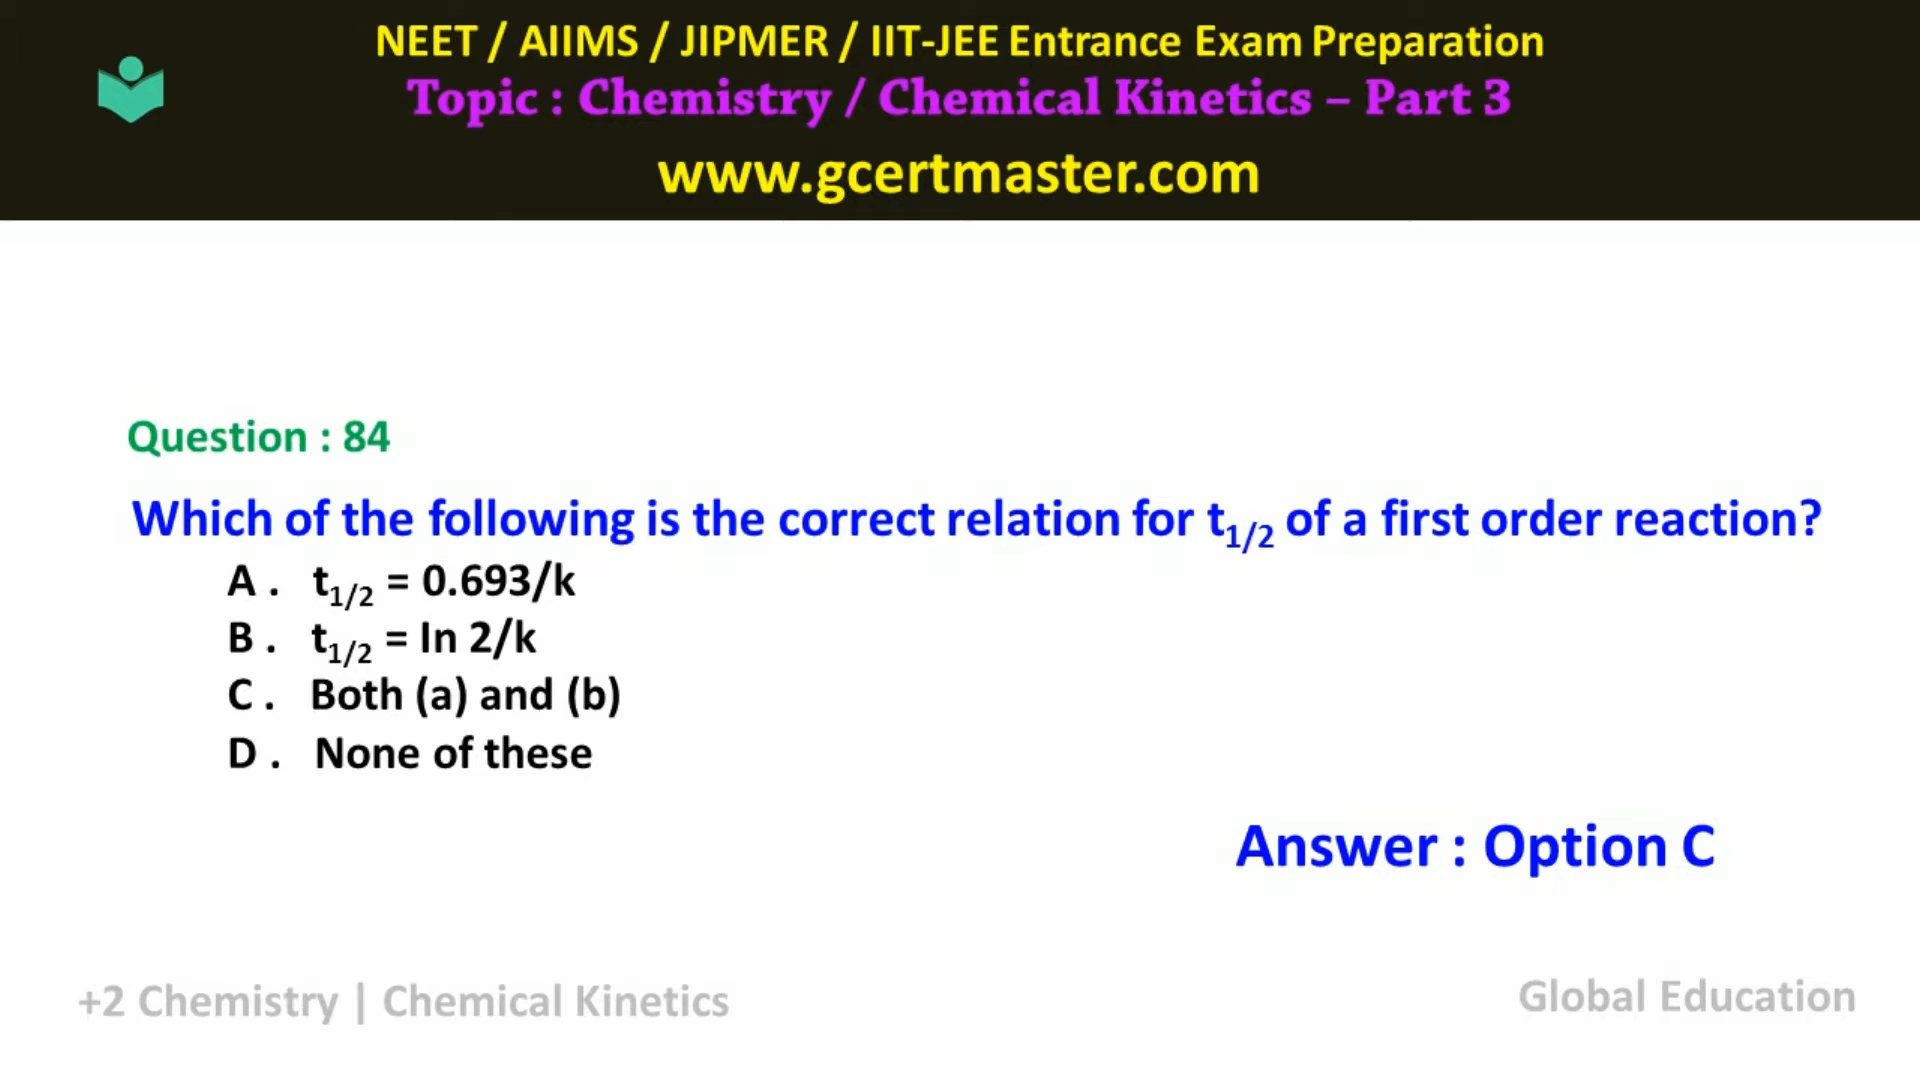 NEET / AIIMS / JIPMER / IIT-JEE Entrance Exam Preparation
Topic : Chemistry / Chemical Kinetics – Part 3
www.gcertmaster.com
Question : 84
Which of the following is the correct relation for t1/2 of a first order reaction?
A . t1/2 = 0.693/k
B . t1/2 = In 2/k
C . Both (a) and (b)
D . None of these
Answer : Option C
+2 Chemistry | Chemical Kinetics
Global Education